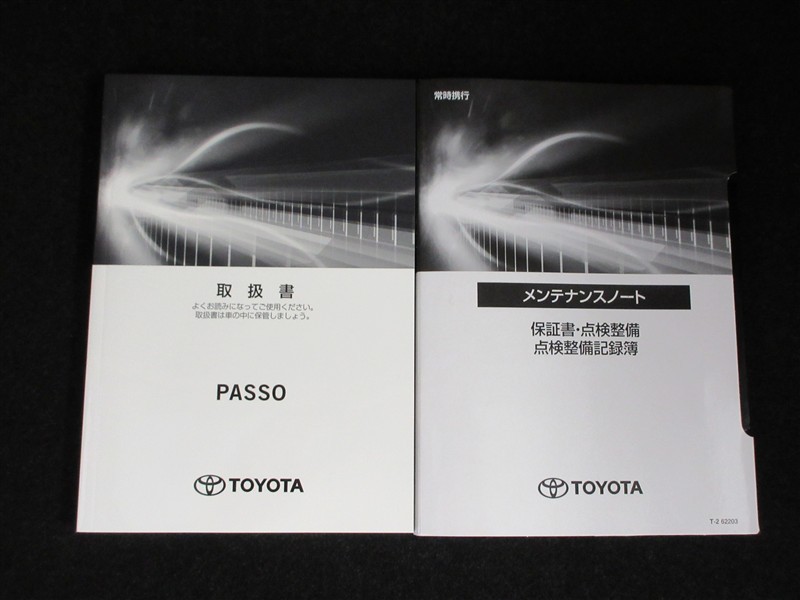 取扱書
よくお読みになってご使用ください。
取扱書は車の中に保管しましょう。
PASSO
TOYOTA
常時携行
メンテナンスノート
保証書・点検整備
点検整備記録簿
TOYOTA
T-2 62203